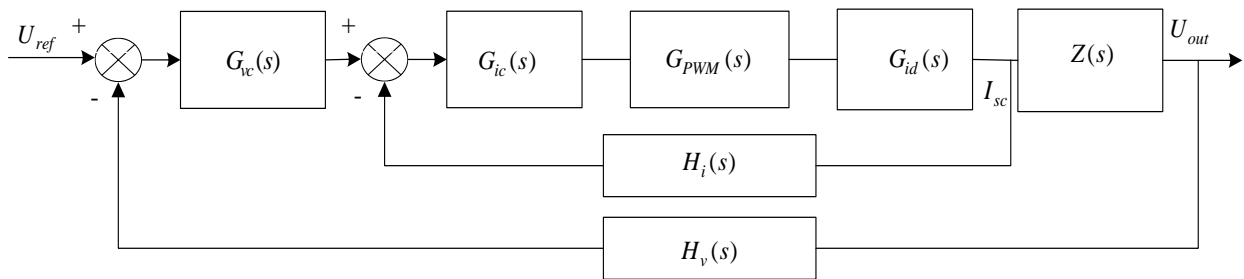 U_ref + G_vc(s) + G_ic(s) G_PWM(s) G_id(s) I_sc Z(s) U_out
- -
H_i(s)
H_v(s)